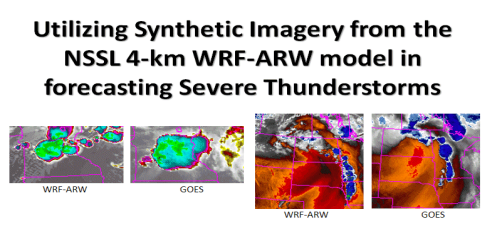 Utilizing Synthetic Imagery from the
NSSL 4-km WRF-ARW model in
forecasting Severe Thunderstorms
WRF-ARW
GOES
WRF-ARW
GOES